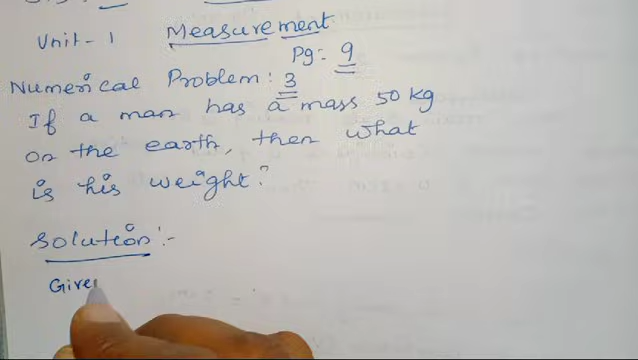 Unit-1 Measurement
Pg: 9
Numerical Problem: 3
If a man has a mass 50 kg
on the earth, then what
is his weight?
Solution:-
Give